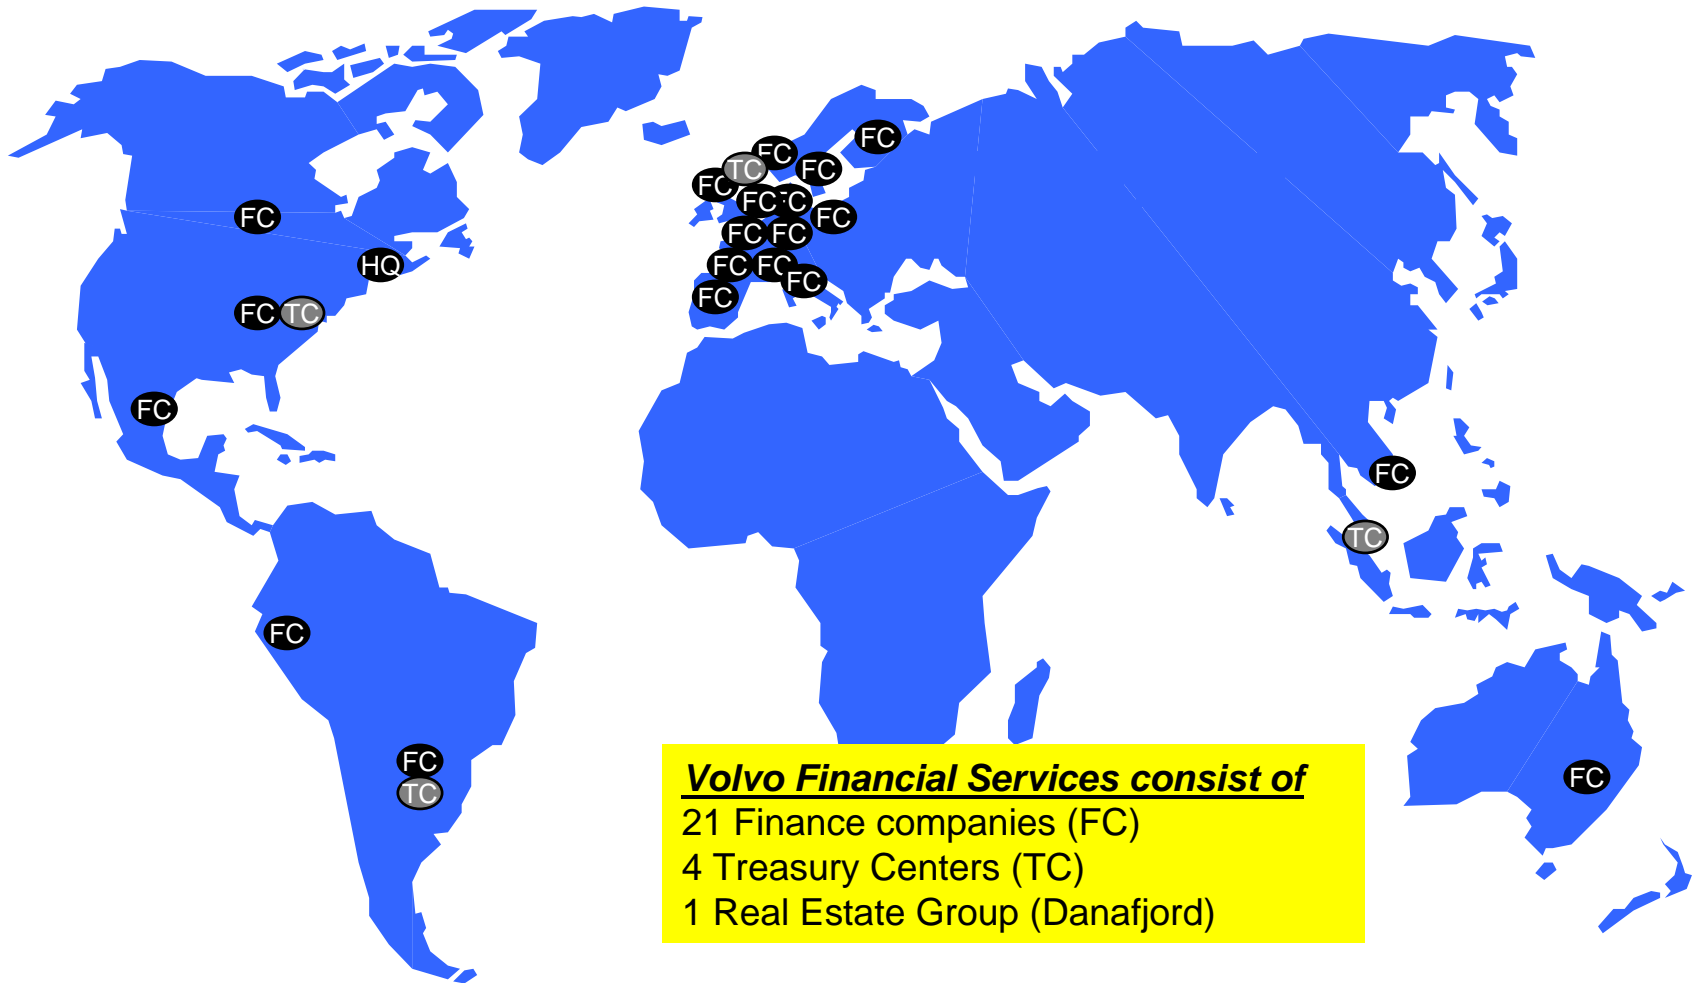 FC
FC
TC
FC
FC
FC
FC
FC
FC
FC
FC
HQ
FC
FC
FC
FC
FC
TC
FC
FC
TC
FC
FC
TC
FC
Volvo Financial Services consist of
21 Finance companies (FC)
4 Treasury Centers (TC)
1 Real Estate Group (Danafjord)